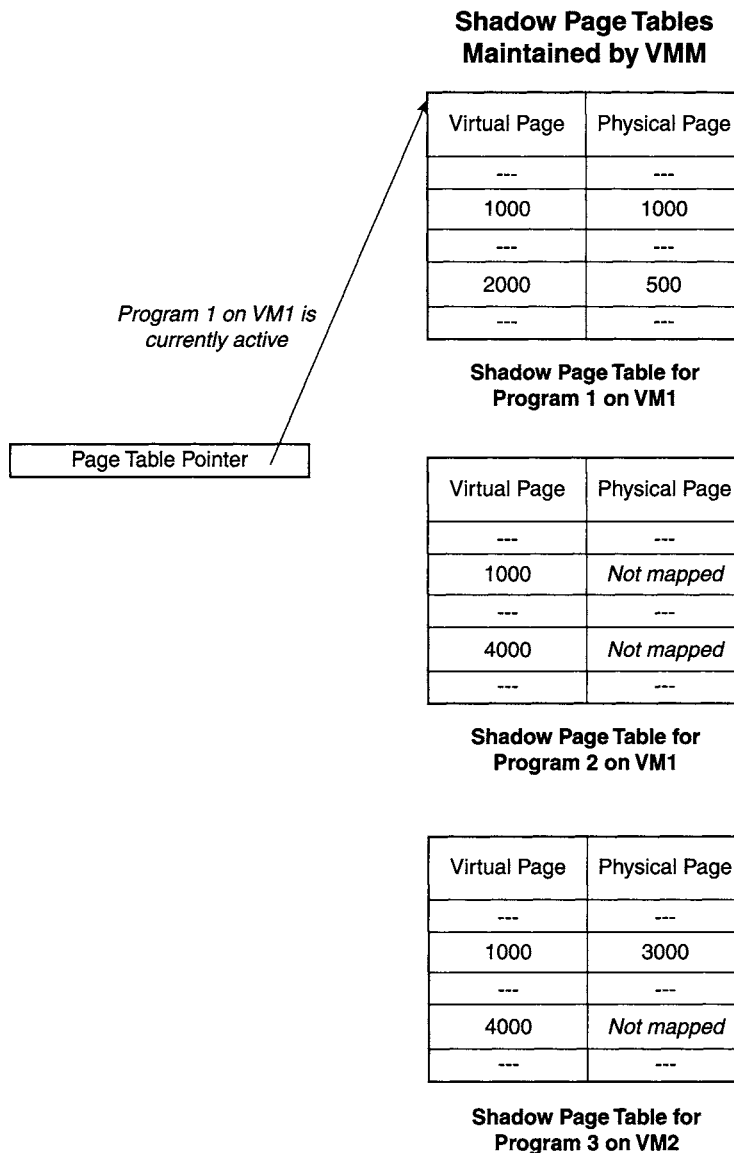 Shadow Page Tables
Maintained by VMM
Virtual Page Physical Page
--- ---
1000 1000
--- ---
2000 500
--- ---
Program 1 on VM1 is
currently active
Shadow Page Table for
Program 1 on VM1
Page Table Pointer
Virtual Page Physical Page
--- ---
1000 Not mapped
--- ---
4000 Not mapped
--- ---
Shadow Page Table for
Program 2 on VM1
Virtual Page Physical Page
--- ---
1000 3000
--- ---
4000 Not mapped
--- ---
Shadow Page Table for
Program 3 on VM2